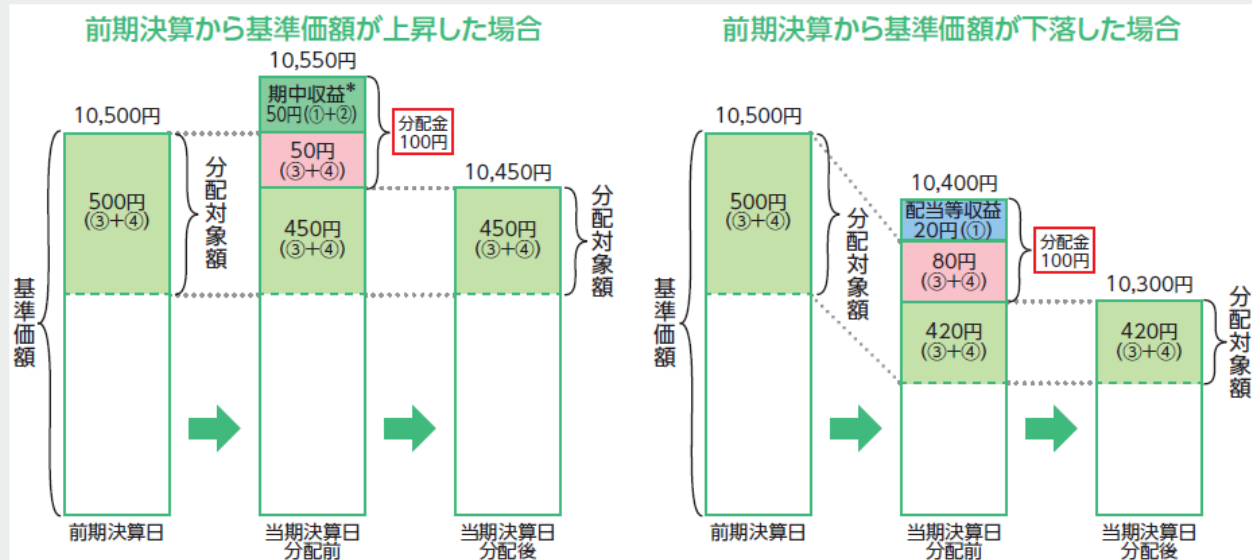 前期決算から基準価額が上昇した場合
10,500円
500円
(③+④)
分配対象額
基準価額
前期決算日
10,550円
期中収益*
50円(①+②)
50円
(③+④)
450円
(③+④)
分配金
100円
当期決算日
分配前
10,450円
450円
(③+④)
分配対象額
当期決算日
分配後
前期決算から基準価額が下落した場合
10,500円
500円
(③+④)
分配対象額
基準価額
前期決算日
10,400円
配当等収益
20円(①)
80円
(③+④)
420円
(③+④)
分配金
100円
当期決算日
分配前
10,300円
420円
(③+④)
分配対象額
当期決算日
分配後